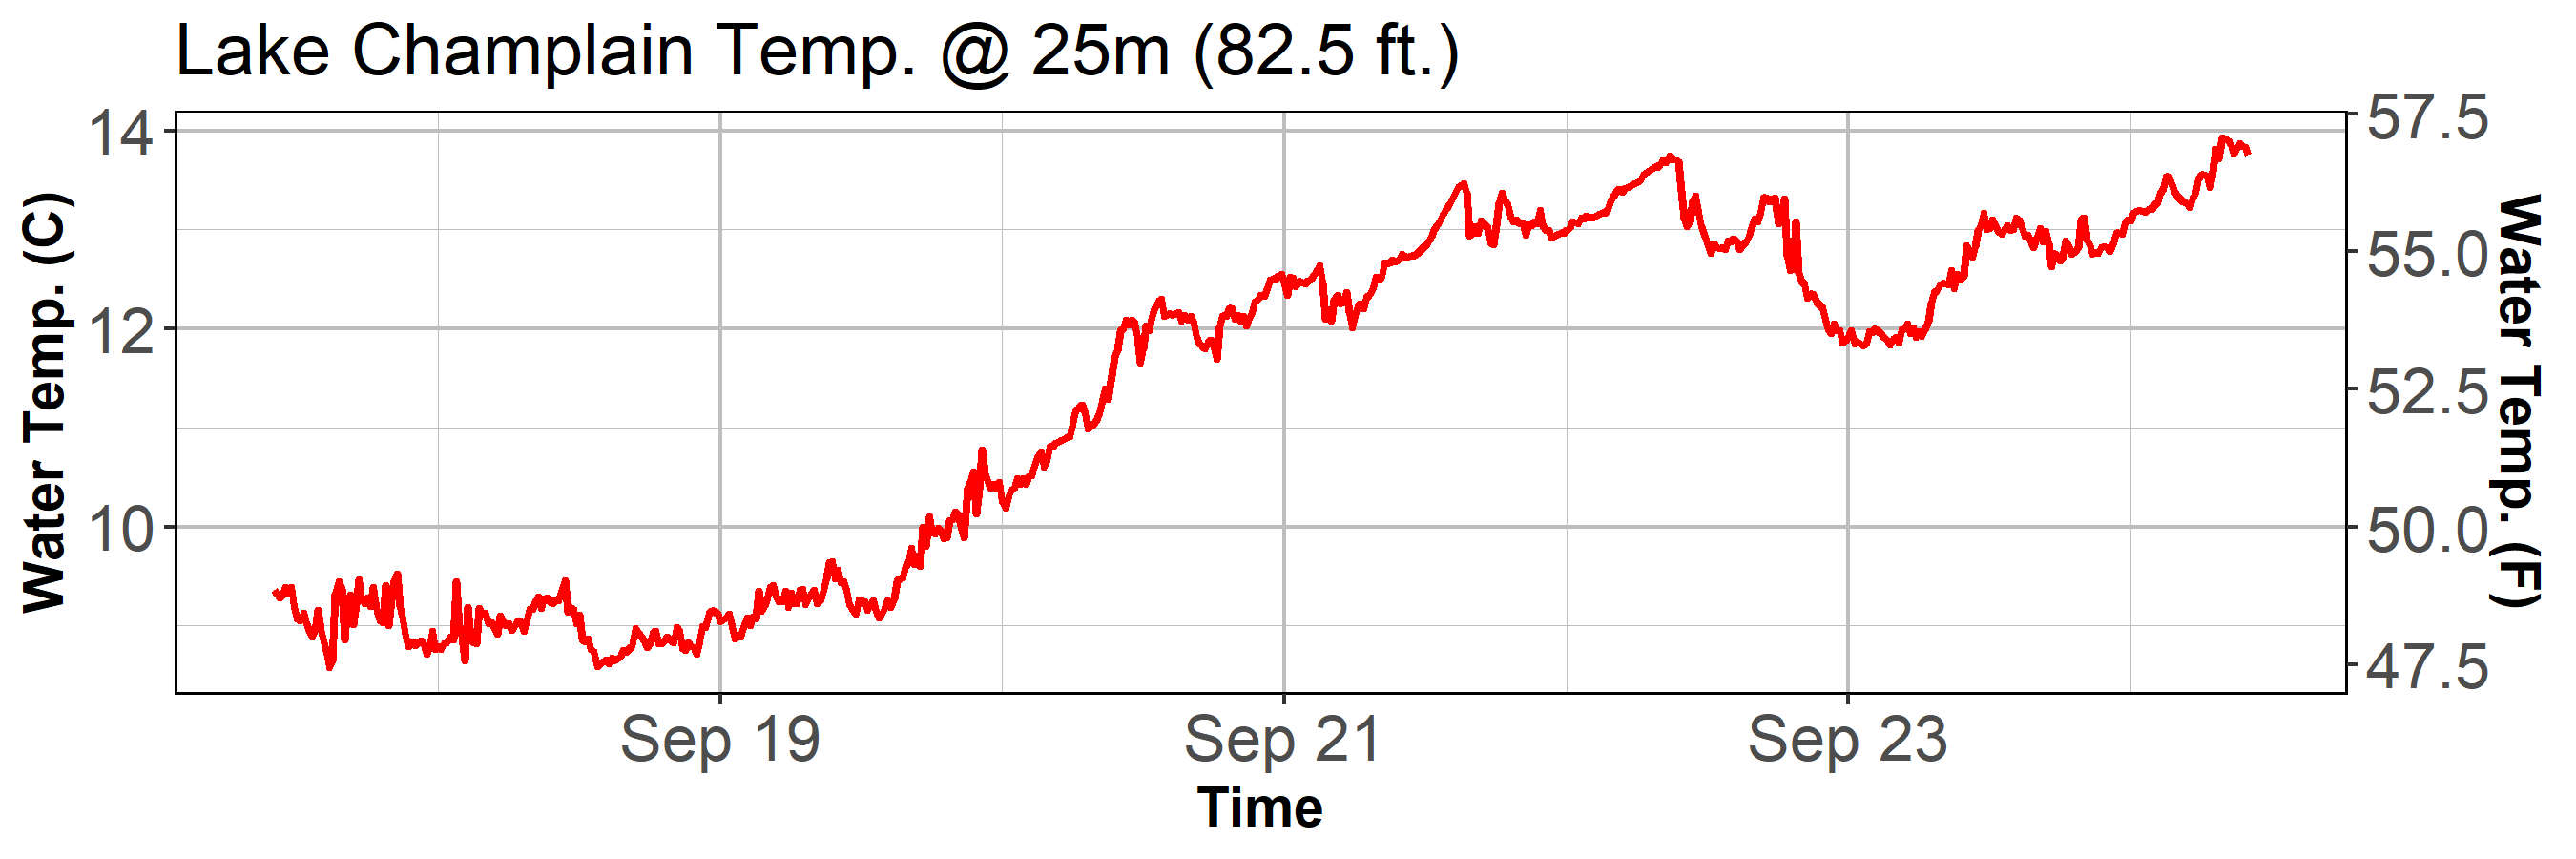 Lake Champlain Temp. @ 25m (82.5 ft.)
Water Temp. (C)
14
12
10
57.5
55.0
52.5
50.0
47.5
Water Temp. (F)
Sep 19
Sep 21
Sep 23
Time